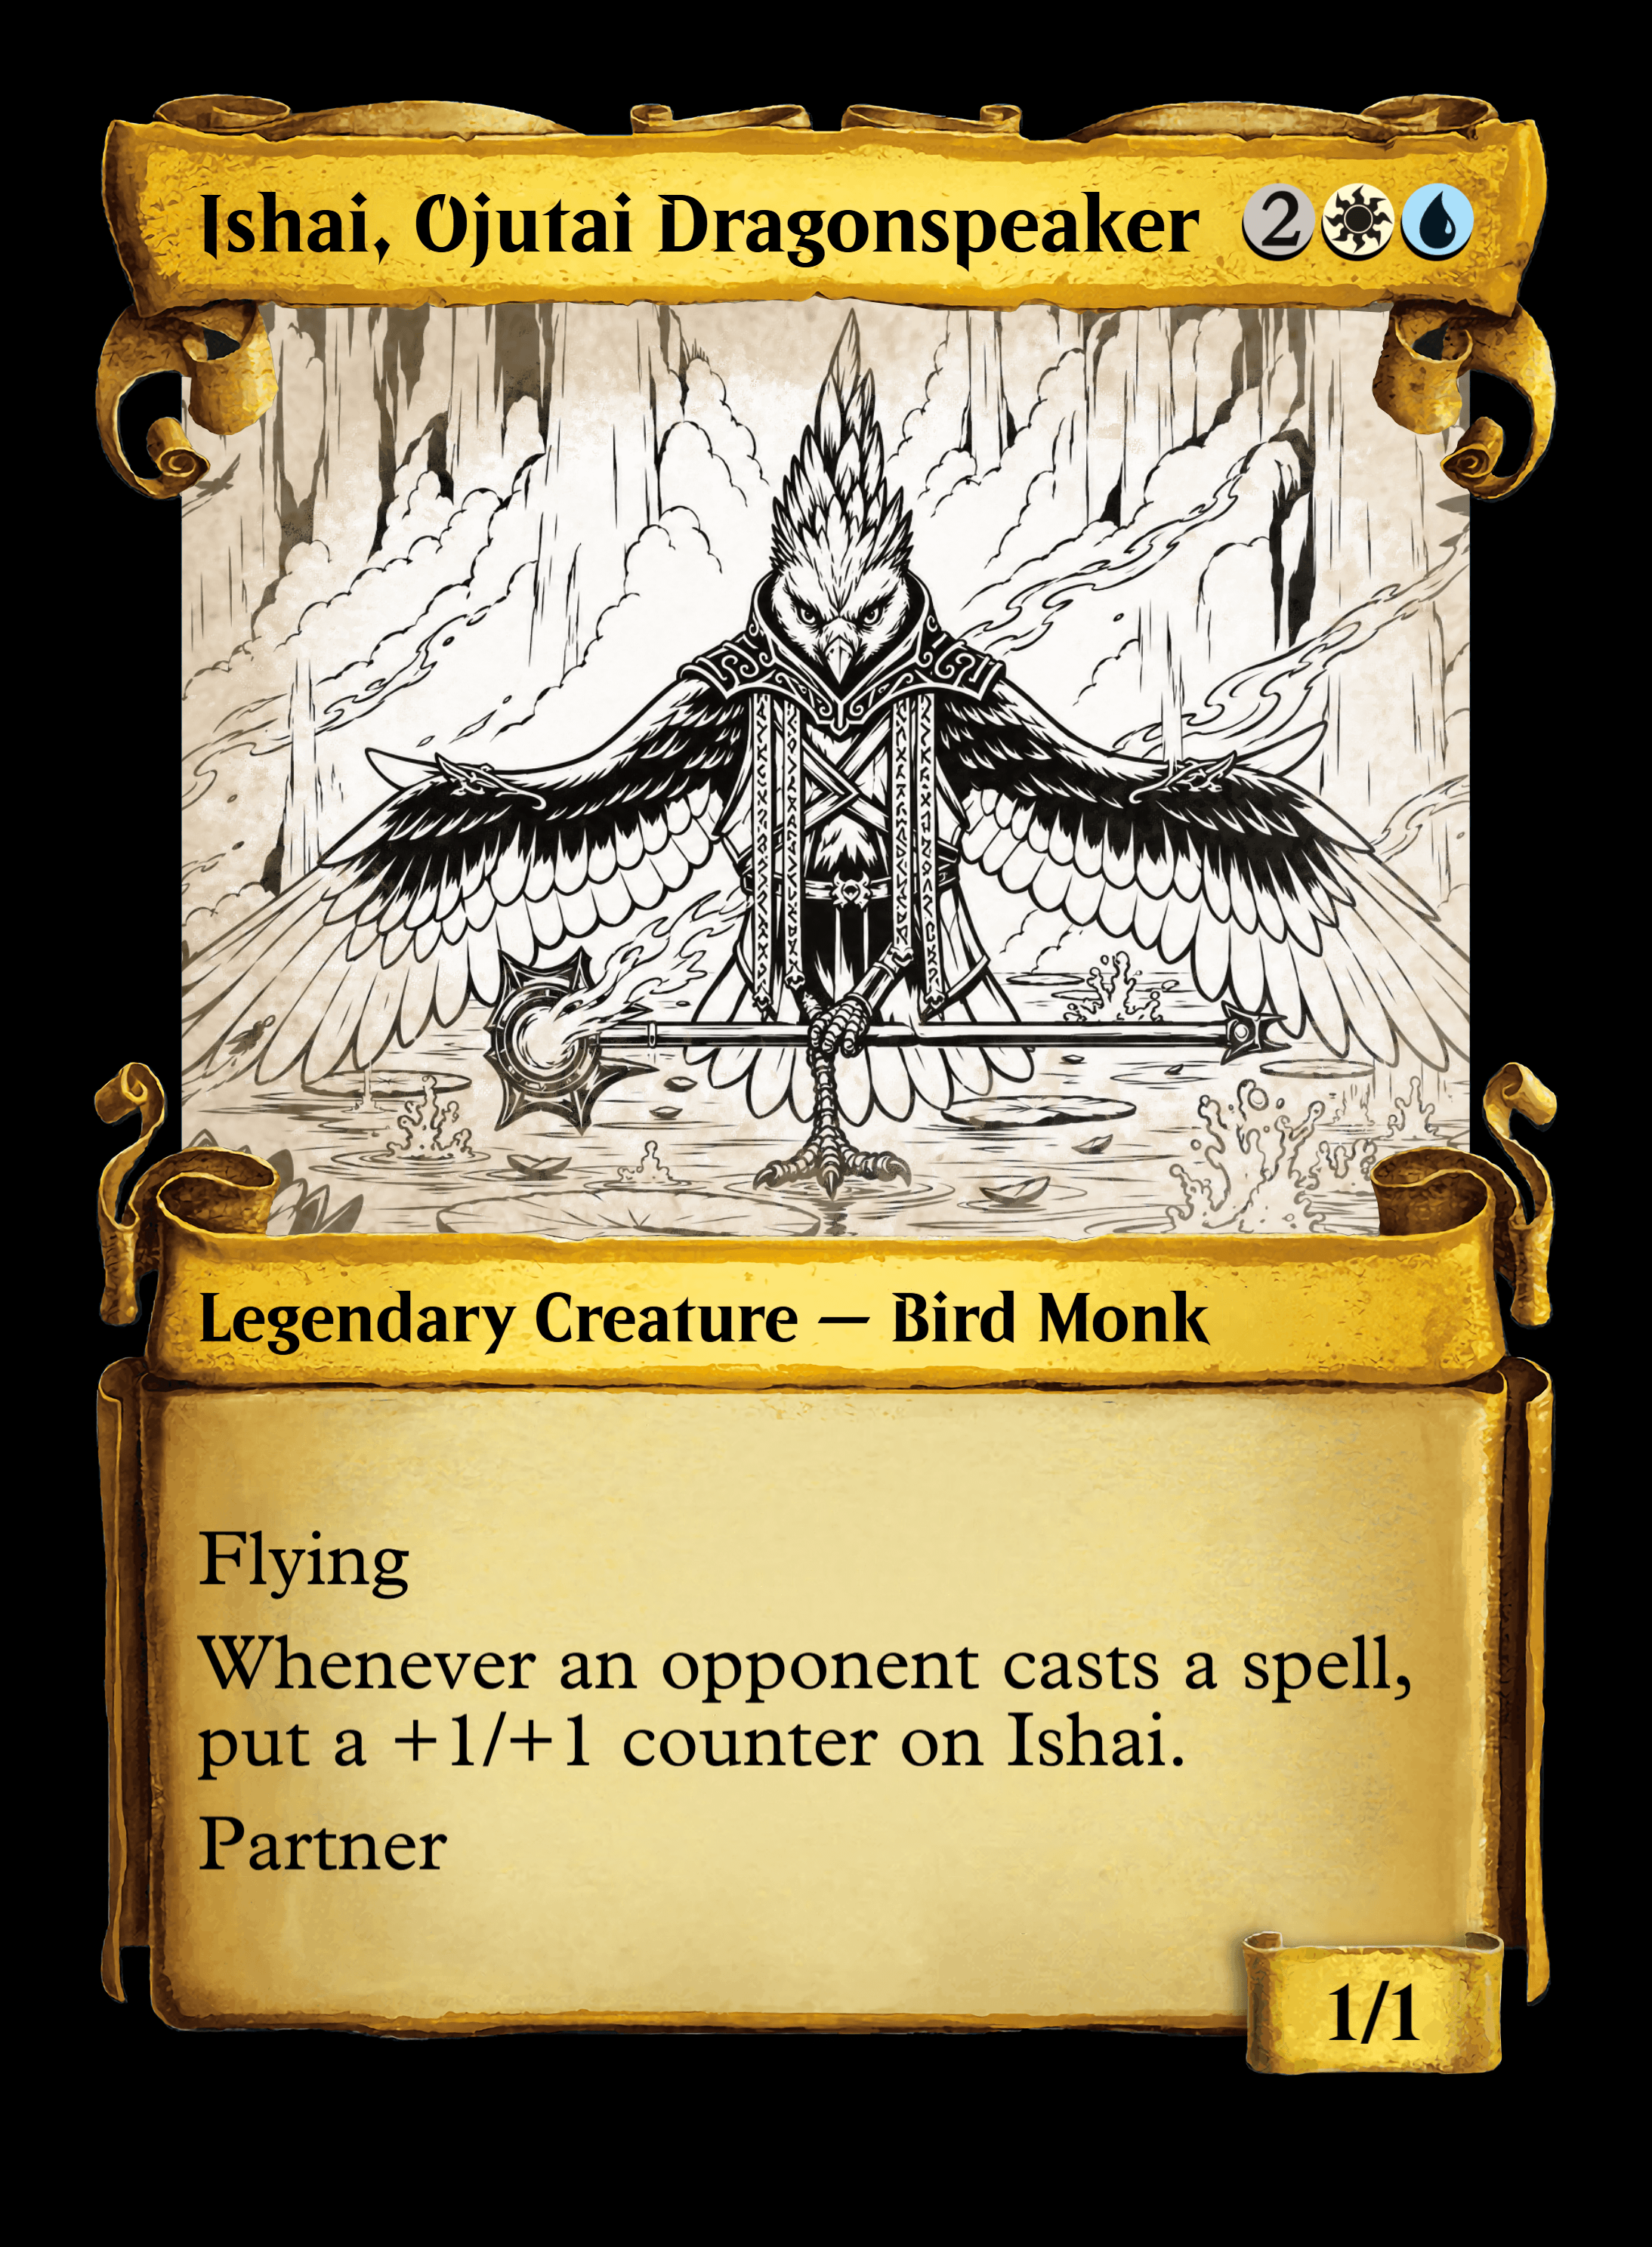 Ishai, Ojutai Dragonspeaker 2
Legendary Creature — Bird Monk
Flying
Whenever an opponent casts a spell,
put a +1/+1 counter on Ishai.
Partner
1/1